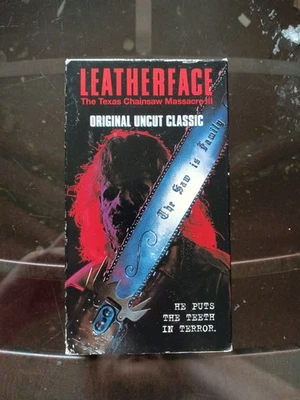 LEATHERFACE
The Texas Chainsaw Massacre III
ORIGINAL UNCUT CLASSIC
The Saw is Family
HE PUTS
THE TEETH
IN TERROR.